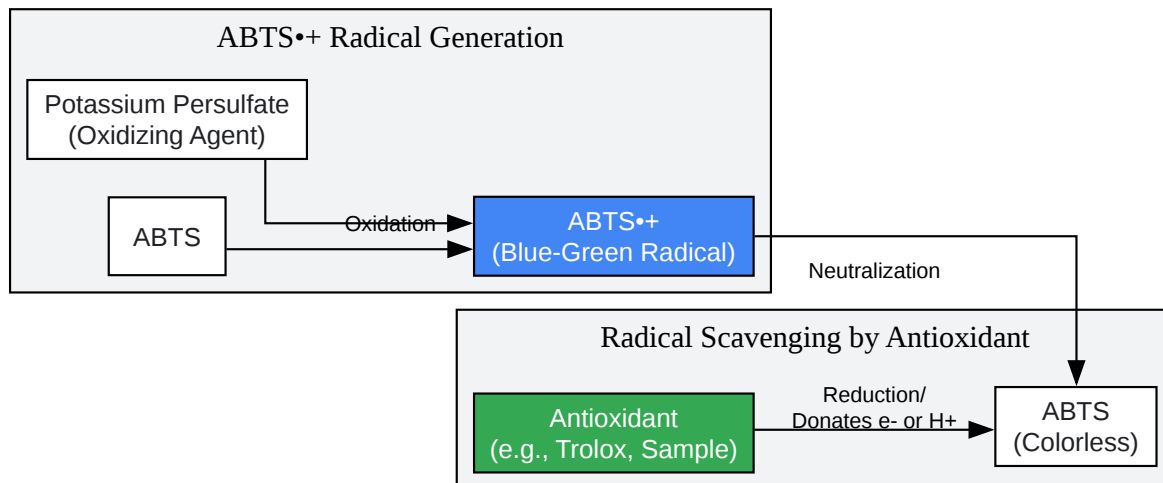 ABTS•+ Radical Generation
Potassium Persulfate
(Oxidizing Agent)
ABTS
Oxidation
ABTS•+
(Blue-Green Radical)
Neutralization
Radical Scavenging by Antioxidant
Antioxidant
(e.g., Trolox, Sample)
Reduction/
Donates e- or H+
ABTS
(Colorless)